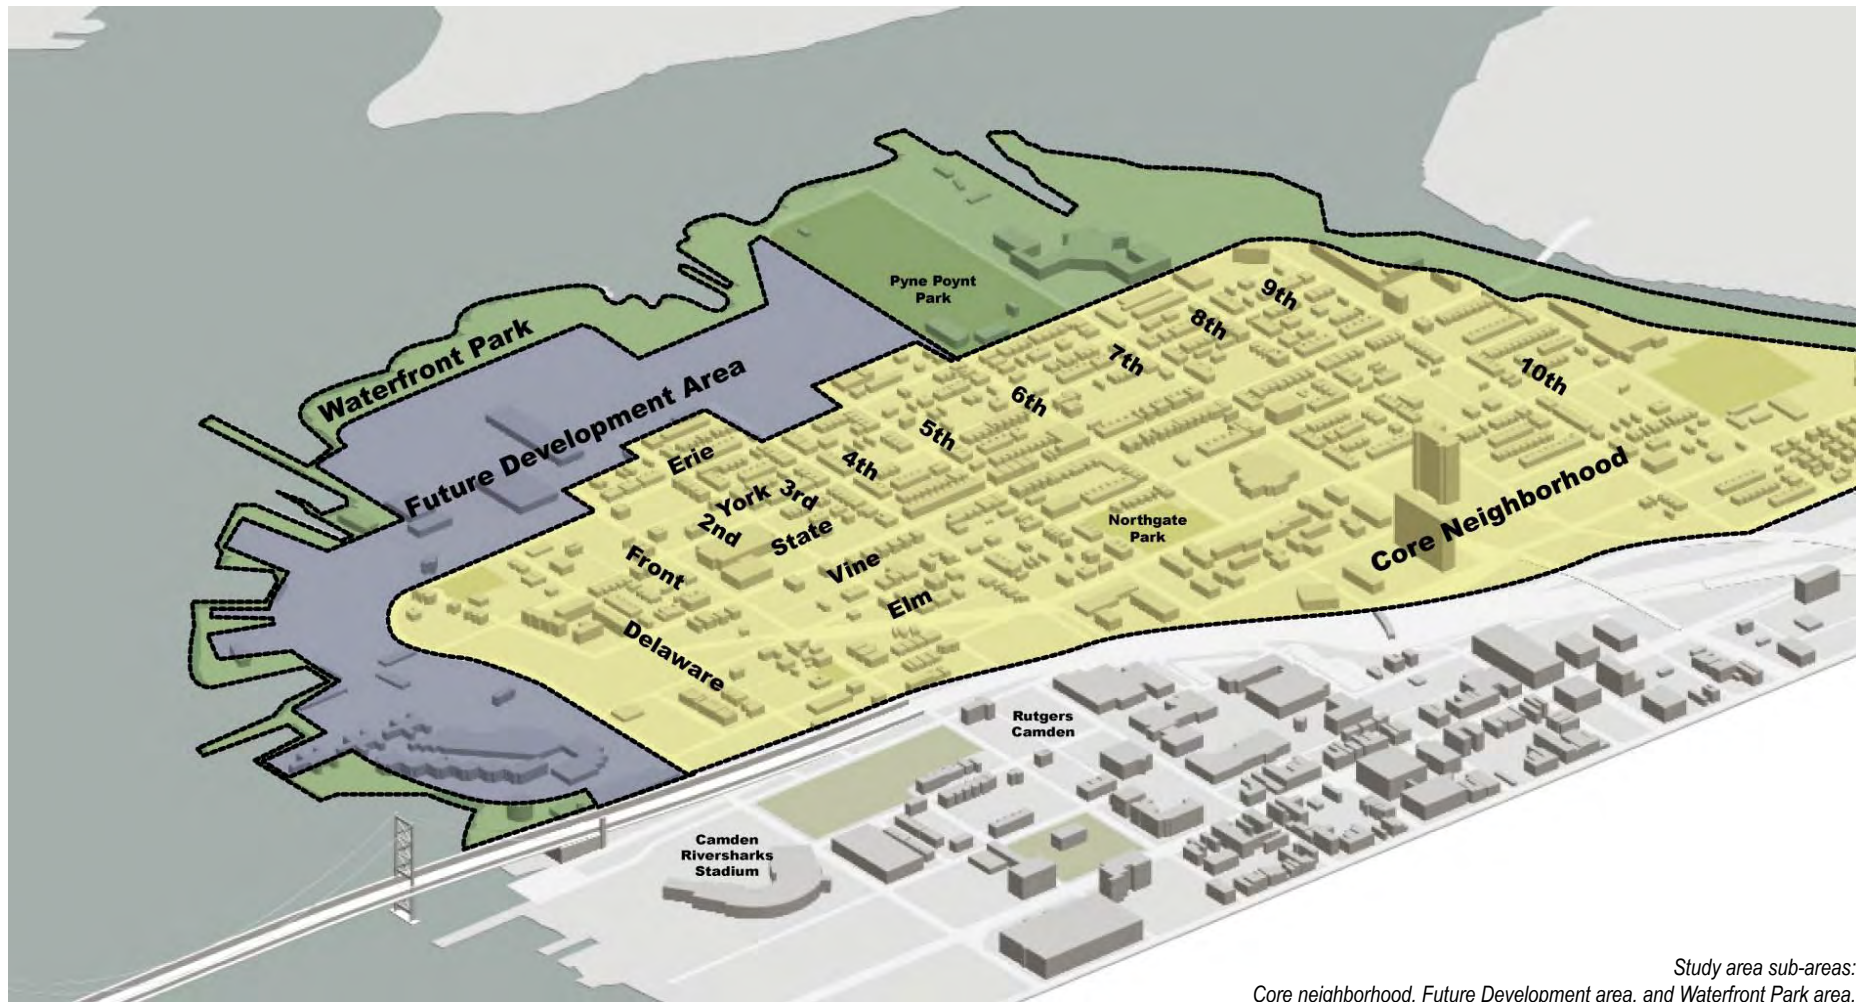 Pyne Poynt
Park
9th
8th
7th
10th
6th
5th
4th
Waterfront Park
Future Development Area
Erie
York
3rd
2nd
State
Front
Vine
Elm
Delaware
Northgate
Park
Core Neighborhood
Rutgers
Camden
Camden
Riversharks
Stadium
Study area sub-areas:
Core neighborhood, Future Development area, and Waterfront Park area.